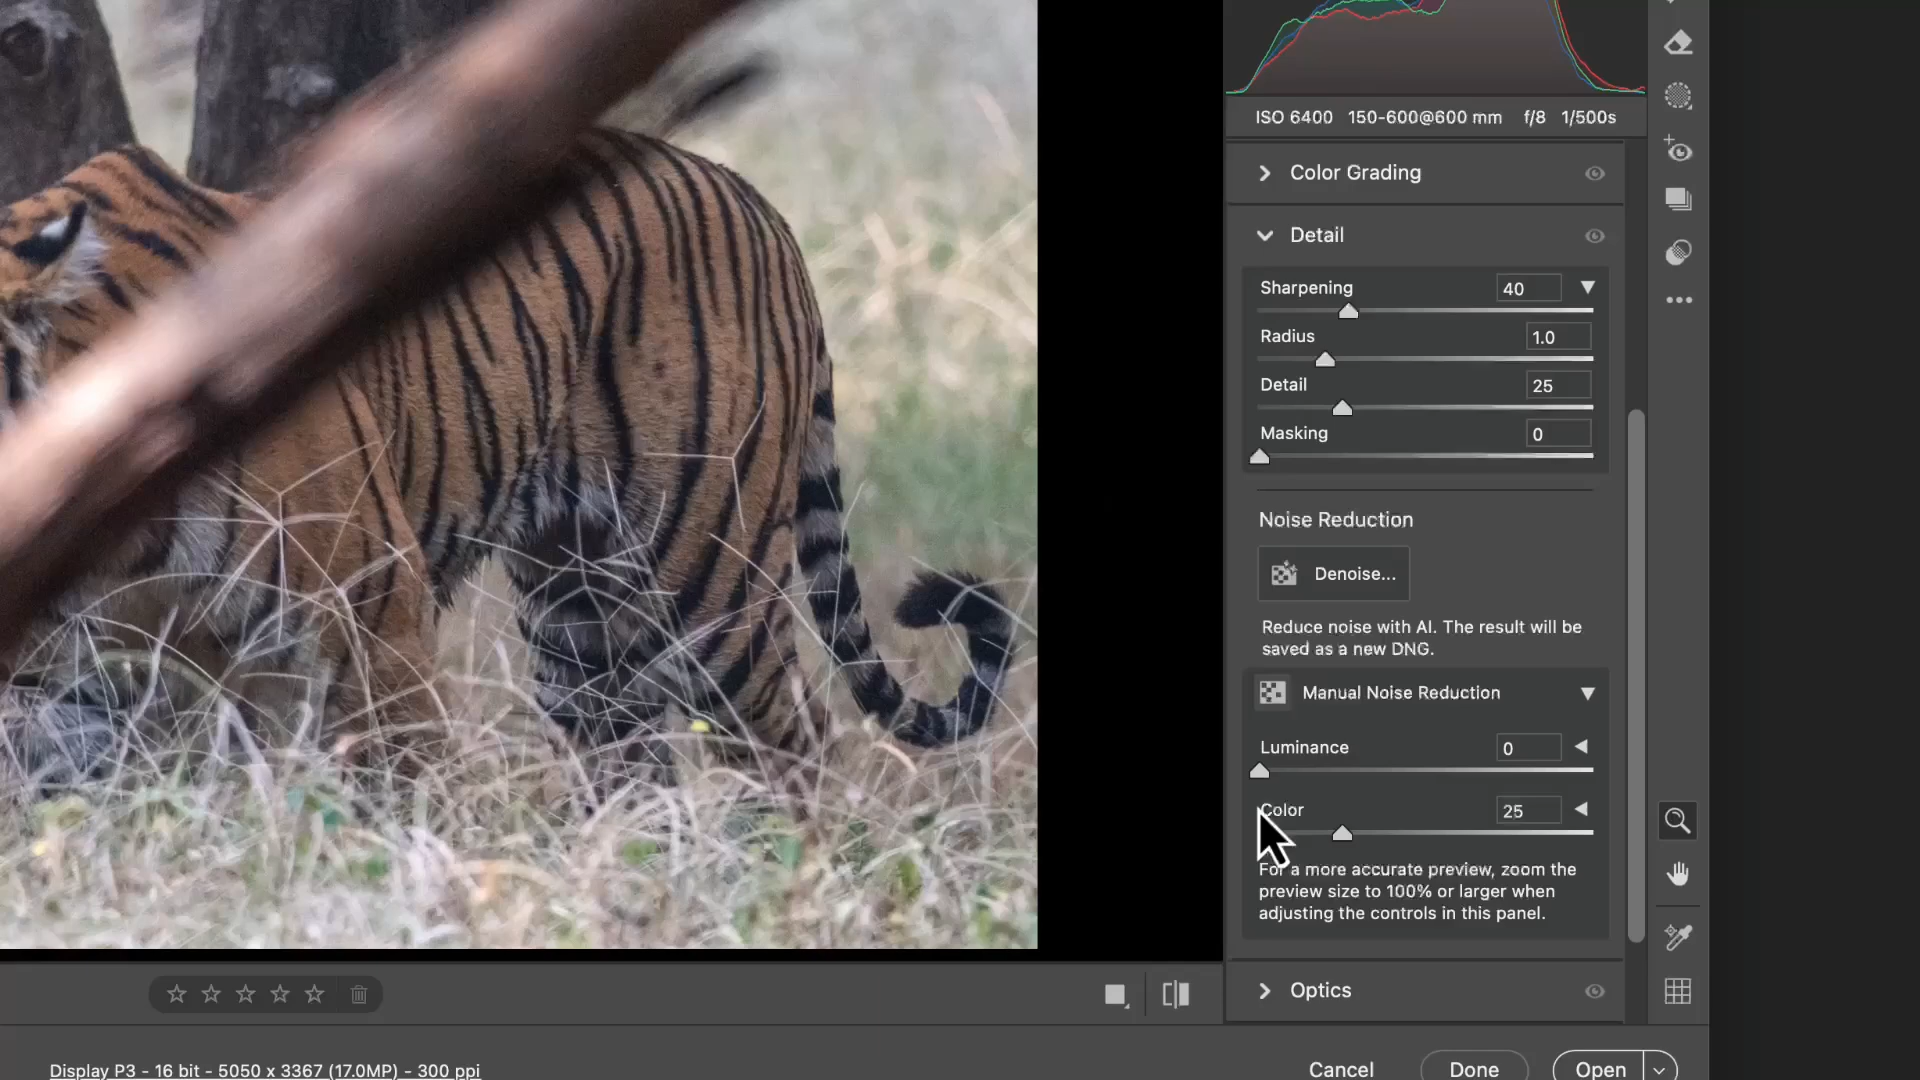 ISO 6400 150-600@600 mm f/8 1/500s
Color Grading
Detail
Sharpening 40
Radius 1.0
Detail 25
Masking 0
Noise Reduction
Denoise...
Reduce noise with AI. The result will be
saved as a new DNG.
Manual Noise Reduction
Luminance 0
Color 25
For a more accurate preview, zoom the
preview size to 100% or larger when
adjusting the controls in this panel.
Optics
Display P3 - 16 bit - 5050 x 3367 (17.0MP) - 300 ppi
Cancel Done Open